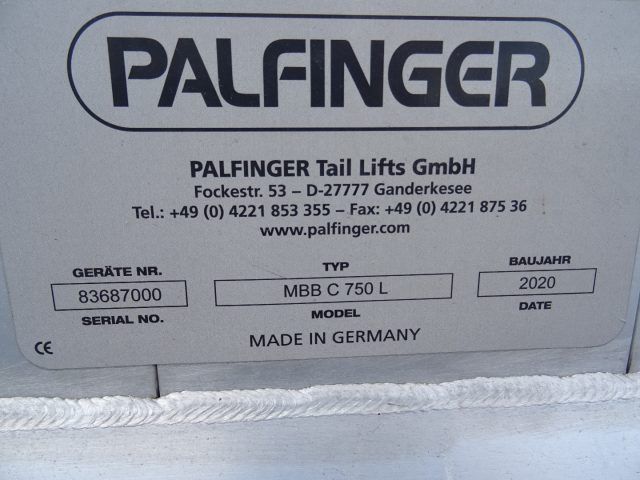 PALFINGER
PALFINGER Tail Lifts GmbH
Fockestr. 53 – D-27777 Ganderkesee
Tel.: +49 (0) 4221 853 355 – Fax: +49 (0) 4221 875 36
www.palfinger.com
GERÄTE NR. TYP BAUJAHR
83687000 MBB C 750 L 2020
SERIAL NO. MODEL DATE
CE MADE IN GERMANY